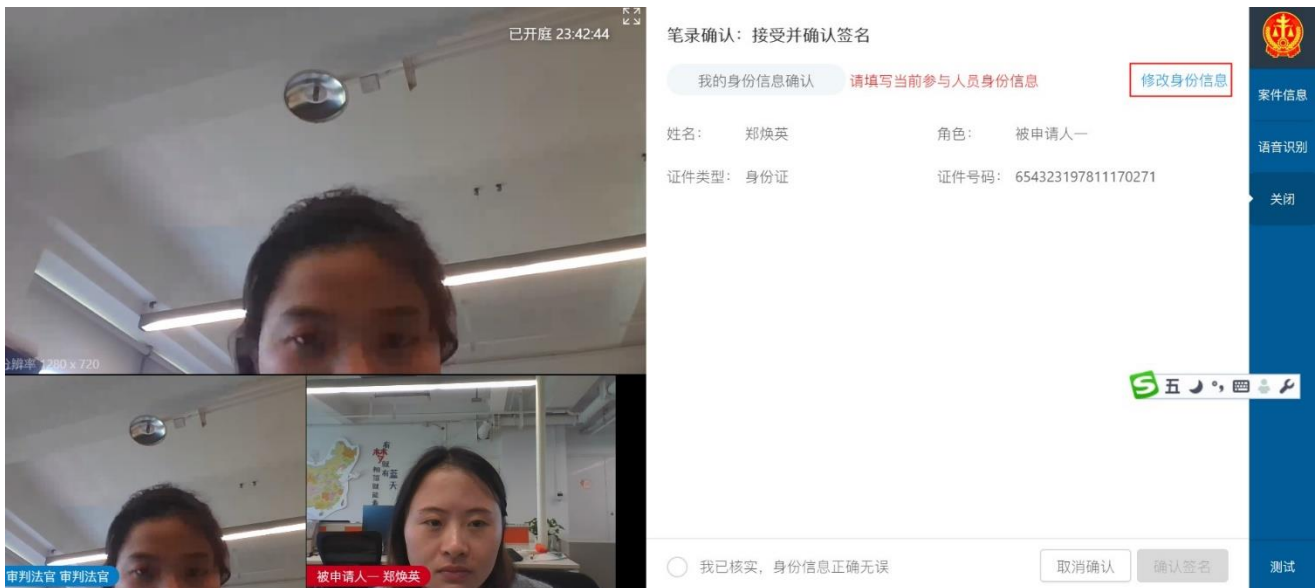 已开庭 23:42:44
分辨率 1280 x 720
审判法官 审判法官
被申请人一 郑焕英
笔录确认：接受并确认签名
我的身份信息确认 请填写当前参与人员身份信息 修改身份信息
姓名： 郑焕英 角色： 被申请人一
证件类型： 身份证 证件号码： 654323197811170271
五
我已核实，身份信息正确无误 取消确认 确认签名
案件信息
语音识别
关闭
测试